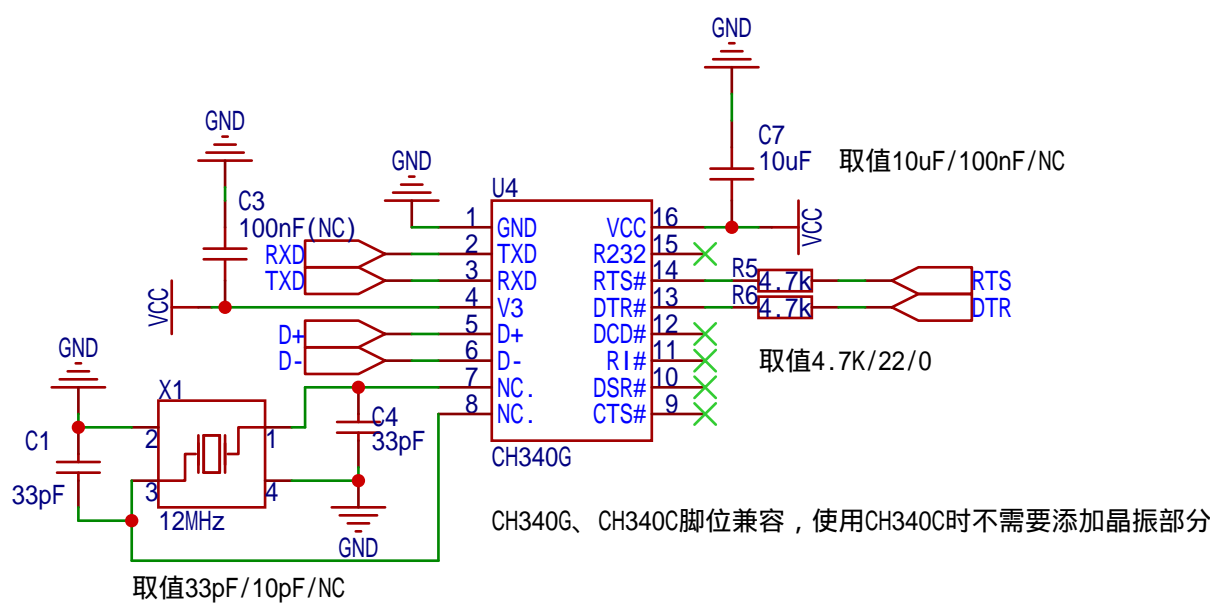 GND
C7
10uF
取值10uF/100nF/NC
GND
C3
100nF(NC)
GND
U4
1
GND
2
TXD
3
RXD
4
V3
5
D+
6
D-
7
NC.
8
NC.
VCC
16
R232
15
RTS#
14
DTR#
13
DCD#
12
RI#
11
DSR#
10
CTS#
9
CH340G
VCC
RXD
TXD
VCC
D+
D-
R5
4.7k
RTS
R6
4.7k
DTR
取值4.7K/22/0
GND
X1
C1
33pF
2
1
3
4
12MHz
C4
33pF
GND
CH340G、CH340C脚位兼容，使用CH340C时不需要添加晶振部分
取值33pF/10pF/NC